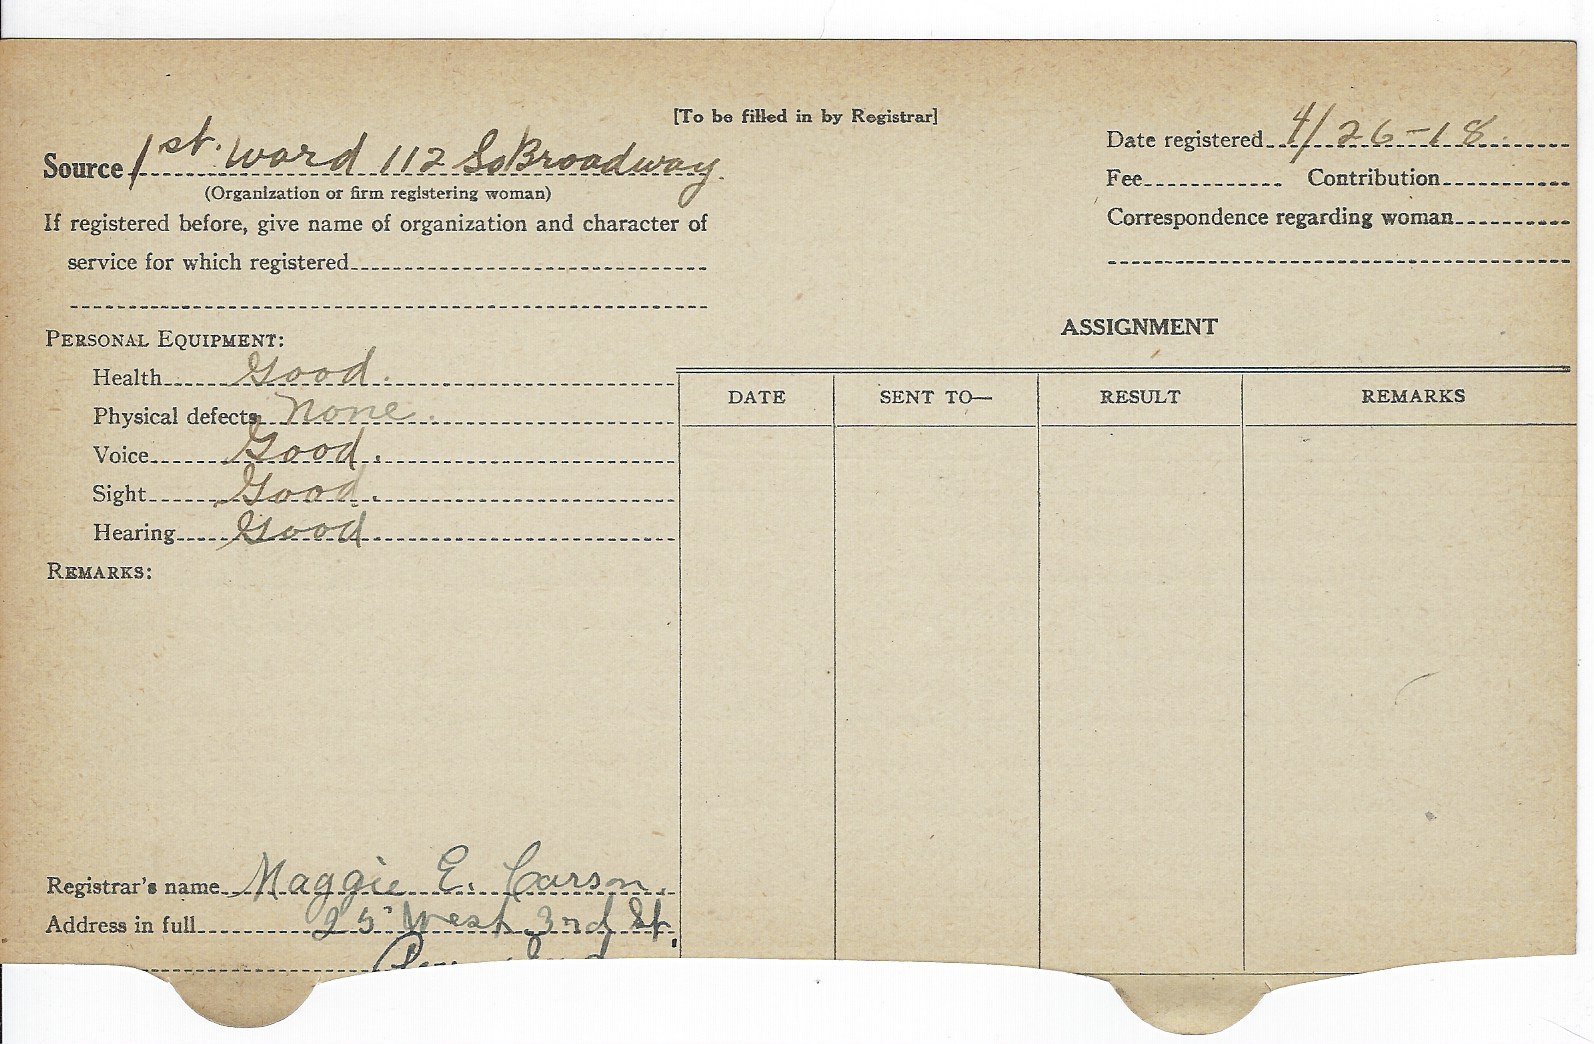 [To be filled in by Registrar]
Source 1st. Ward 112 So Broadway.
(Organization or firm registering woman)
If registered before, give name of organization and character of
service for which registered
Date registered 4/26-18.
Fee Contribution
Correspondence regarding woman
PERSONAL EQUIPMENT:
Health Good.
Physical defects none.
Voice Good.
Sight Good.
Hearing Good.
REMARKS:
ASSIGNMENT
DATE SENT TO— RESULT REMARKS
Registrar's name Maggie E. Carson.
Address in full 25 West 3rd St.